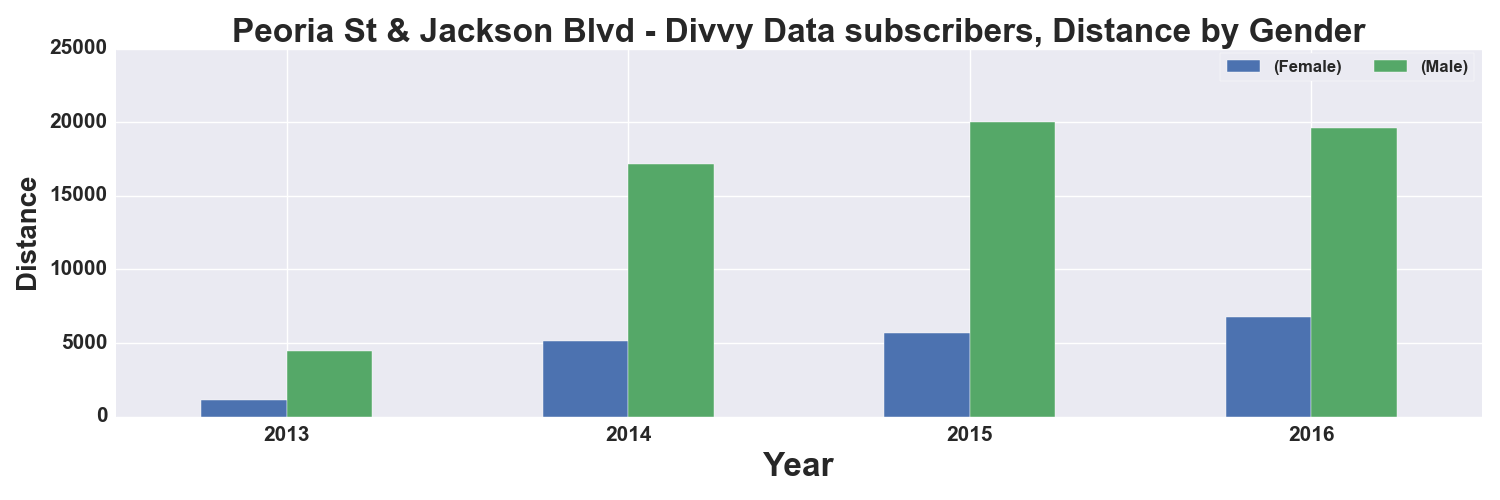 Peoria St & Jackson Blvd - Divvy Data subscribers, Distance by Gender
(Female) (Male)
Distance
25000
20000
15000
10000
5000
0
2013 2014 2015 2016
Year